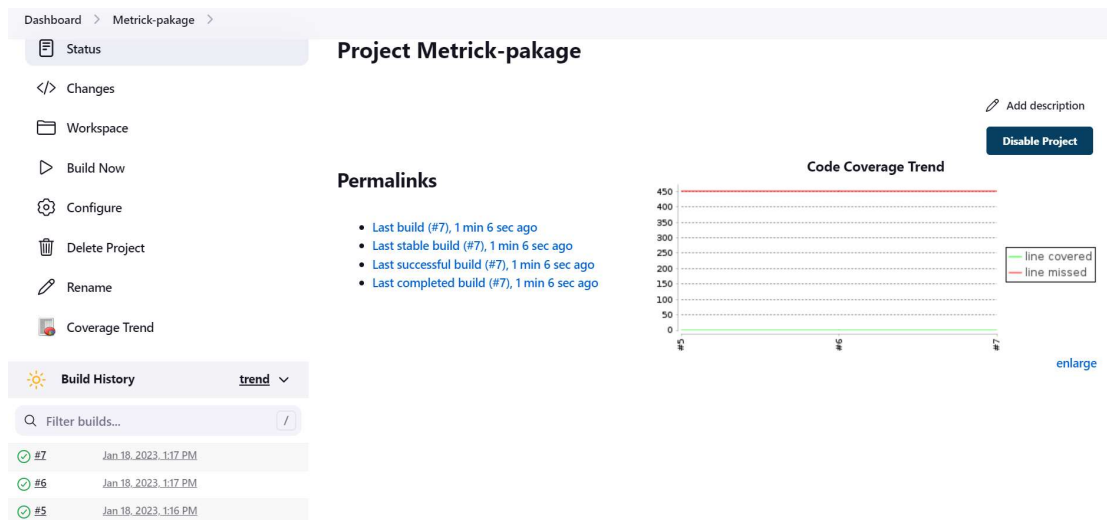 Dashboard > Metrick-pakage >
Status
Changes
Workspace
Build Now
Configure
Delete Project
Rename
Coverage Trend
Build History trend
Filter builds... /
#7 Jan 18, 2023, 1:17 PM
#6 Jan 18, 2023, 1:17 PM
#5 Jan 18, 2023, 1:16 PM
Project Metrick-pakage
Add description
Disable Project
Permalinks
Last build (#7), 1 min 6 sec ago
Last stable build (#7), 1 min 6 sec ago
Last successful build (#7), 1 min 6 sec ago
Last completed build (#7), 1 min 6 sec ago
Code Coverage Trend
450
400
350
300
250
200
150
100
50
0
#5
#6
#7
line covered
line missed
enlarge